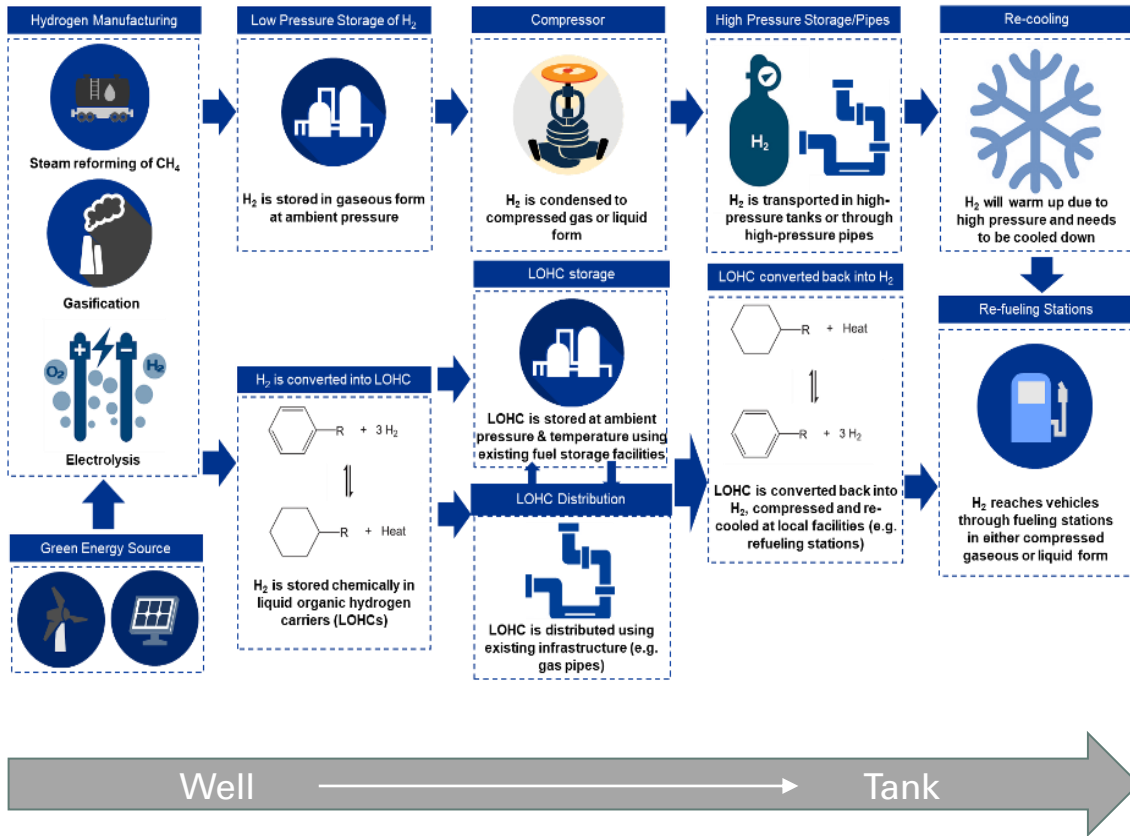 Hydrogen Manufacturing
Steam reforming of CH₄
Gasification
+
−
O₂
H₂
Electrolysis
Green Energy Source
Low Pressure Storage of H₂
H₂ is stored in gaseous form
at ambient pressure
Compressor
H₂ is condensed to
compressed gas or liquid
form
High Pressure Storage/Pipes
H₂
H₂ is transported in high-
pressure tanks or through
high-pressure pipes
Re-cooling
H₂ will warm up due to
high pressure and needs
to be cooled down
H₂ is converted into LOHC
R + 3 H₂
R + Heat
H₂ is stored chemically in
liquid organic hydrogen
carriers (LOHCs)
LOHC storage
LOHC is stored at ambient
pressure & temperature using
existing fuel storage facilities
LOHC Distribution
LOHC is distributed using
existing infrastructure (e.g.
gas pipes)
LOHC converted back into H₂
R + Heat
R + 3 H₂
LOHC is converted back into
H₂, compressed and re-
cooled at local facilities (e.g.
refueling stations)
Re-fueling Stations
H₂ reaches vehicles
through fueling stations
in either compressed
gaseous or liquid form
Well
Tank